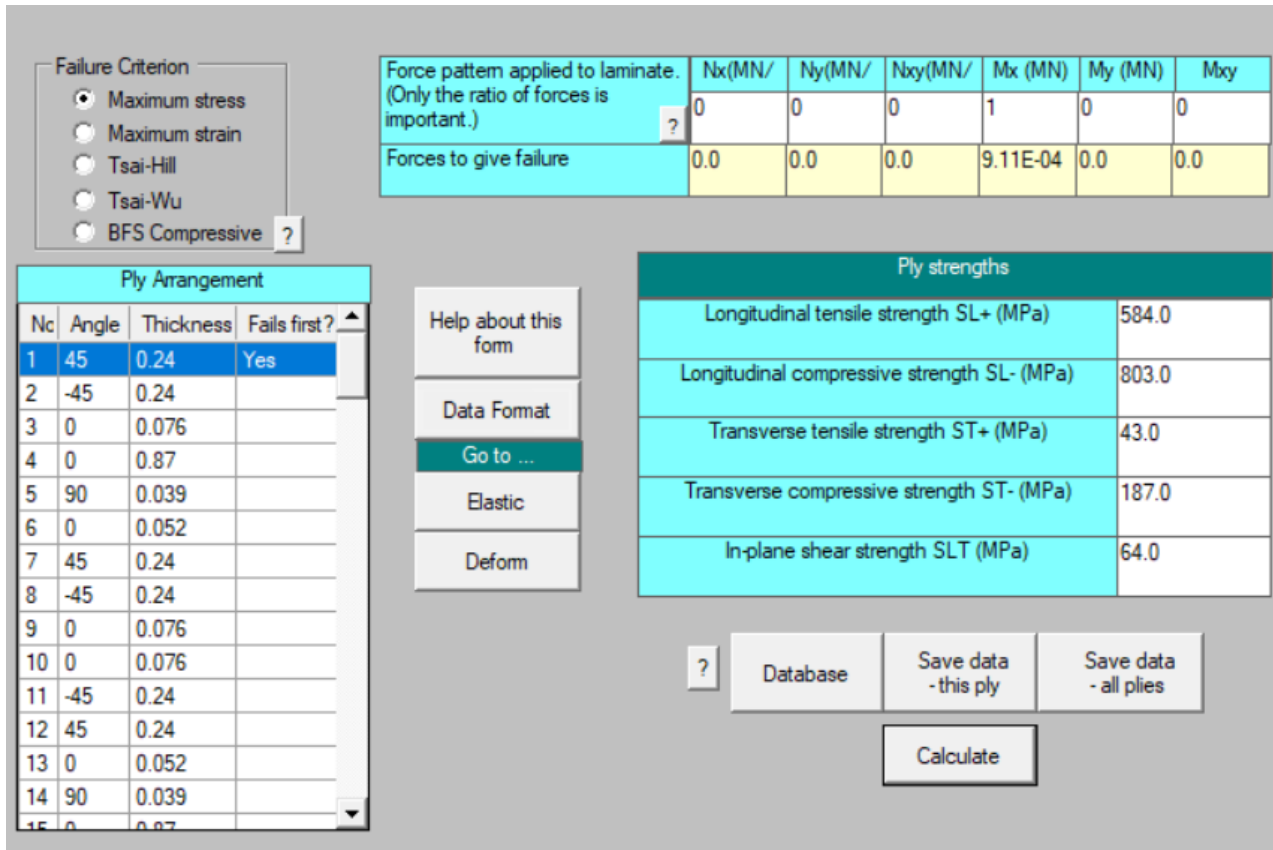 Failure Criterion
Maximum stress
Maximum strain
Tsai-Hill
Tsai-Wu
BFS Compressive ?
Force pattern applied to laminate. Nx(MN/ Ny(MN/ Nxy(MN/ Mx (MN) My (MN) Mxy
(Only the ratio of forces is
important.) ? 0 0 0 1 0 0
Forces to give failure 0.0 0.0 0.0 9.11E-04 0.0 0.0
Ply Arrangement
Nc Angle Thickness Fails first?
1 45 0.24 Yes
2 -45 0.24
3 0 0.076
4 0 0.87
5 90 0.039
6 0 0.052
7 45 0.24
8 -45 0.24
9 0 0.076
10 0 0.076
11 -45 0.24
12 45 0.24
13 0 0.052
14 90 0.039
15 0 0.87
Help about this
form
Data Format
Go to ...
Elastic
Deform
Ply strengths
Longitudinal tensile strength SL+ (MPa) 584.0
Longitudinal compressive strength SL- (MPa) 803.0
Transverse tensile strength ST+ (MPa) 43.0
Transverse compressive strength ST- (MPa) 187.0
In-plane shear strength SLT (MPa) 64.0
?
Database
Save data
- this ply
Save data
- all plies
Calculate